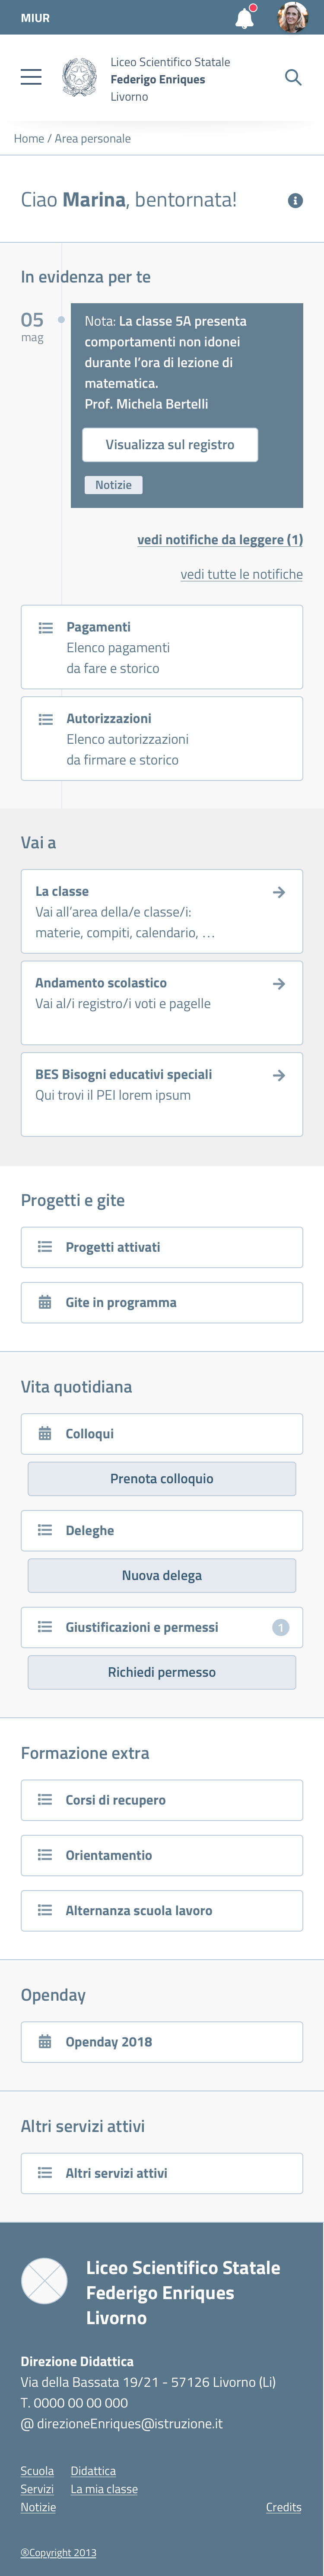 MIUR
Liceo Scientifico Statale
Federigo Enriques
Livorno
Home / Area personale
Ciao Marina, bentornata!
In evidenza per te
05
mag
Nota: La classe 5A presenta
comportamenti non idonei
durante l'ora di lezione di
matematica.
Prof. Michela Bertelli
Visualizza sul registro
Notizie
vedi notifiche da leggere (1)
vedi tutte le notifiche
Pagamenti
Elenco pagamenti
da fare e storico
Autorizzazioni
Elenco autorizzazioni
da firmare e storico
Vai a
La classe
Vai all'area della/e classe/i:
materie, compiti, calendario, ...
Andamento scolastico
Vai al/i registro/i voti e pagelle
BES Bisogni educativi speciali
Qui trovi il PEI lorem ipsum
Progetti e gite
Progetti attivati
Gite in programma
Vita quotidiana
Colloqui
Prenota colloquio
Deleghe
Nuova delega
Giustificazioni e permessi 1
Richiedi permesso
Formazione extra
Corsi di recupero
Orientamentio
Alternanza scuola lavoro
Openday
Openday 2018
Altri servizi attivi
Altri servizi attivi
Liceo Scientifico Statale
Federigo Enriques
Livorno
Direzione Didattica
Via della Bassata 19/21 - 57126 Livorno (Li)
T. 0000 00 00 000
@ direzioneEnriques@istruzione.it
Scuola Didattica
Servizi La mia classe
Notizie Credits
®Copyright 2013